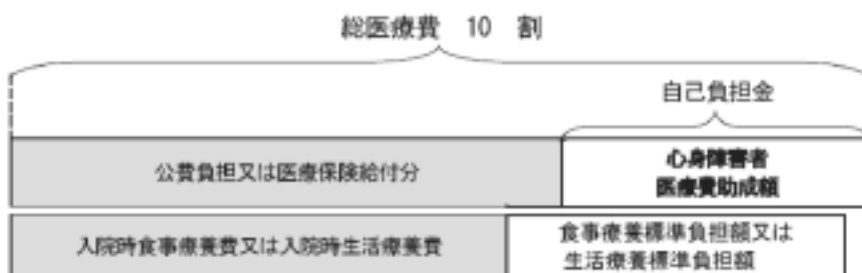 総医療費 10 割
自己負担金
公費負担又は医療保険給付分
心身障害者
医療費助成額
入院時食事療養費又は入院時生活療養費
食事療養標準負担額又は
生活療養標準負担額